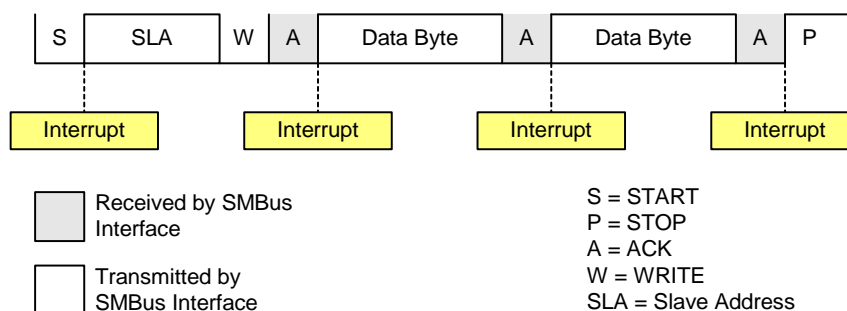 S SLA W A Data Byte A Data Byte A P
Interrupt Interrupt Interrupt Interrupt
Received by SMBus
Interface
Transmitted by
SMBus Interface
S = START
P = STOP
A = ACK
W = WRITE
SLA = Slave Address